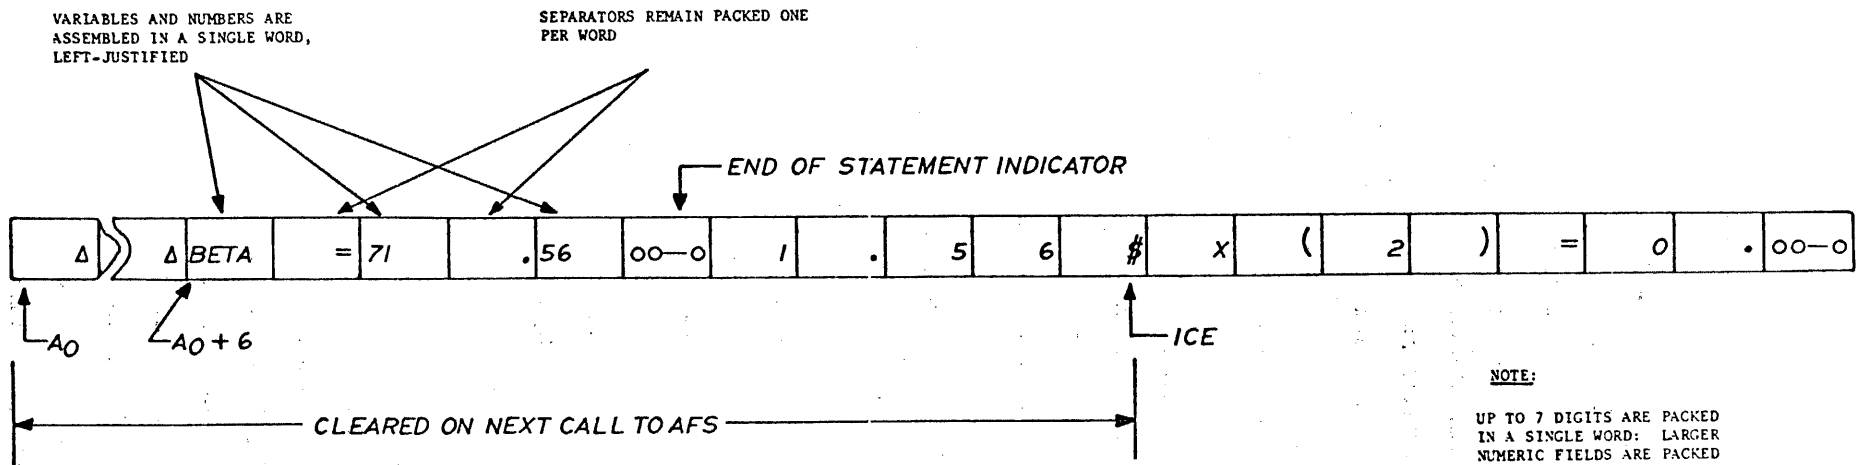 VARIABLES AND NUMBERS ARE
ASSEMBLED IN A SINGLE WORD,
LEFT-JUSTIFIED
SEPARATORS REMAIN PACKED ONE
PER WORD
END OF STATEMENT INDICATOR
Δ Δ BETA = 71 . 56 00—0 1 . 5 6 $ X ( 2 ) = 0 . 00—0
A0 A0+6 ICE
CLEARED ON NEXT CALL TO AFS
NOTE:
UP TO 7 DIGITS ARE PACKED
IN A SINGLE WORD: LARGER
NUMERIC FIELDS ARE PACKED